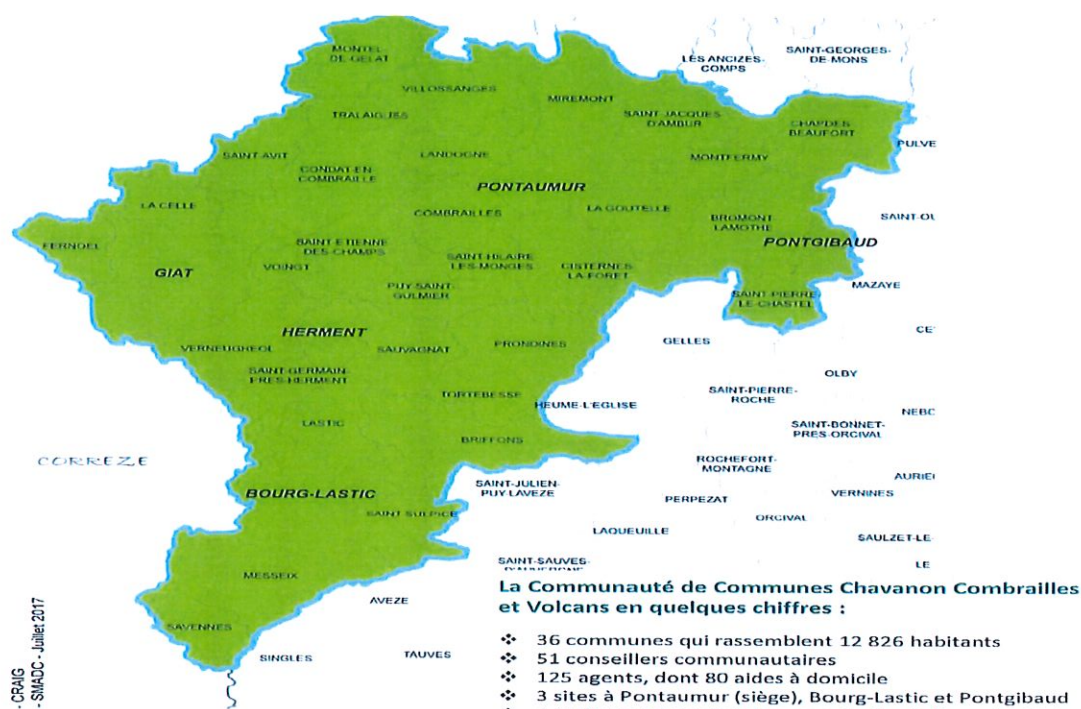 MONTEL-
DE-GELAT
VILLOSSANGES
MIREMONT
LES ANCIZES-
COMPS
SAINT-GEORGES-
DE-MONS
TRALAIGUES
SAINT-JACQUES
D'AMBUR
CHAPDES
BEAUFORT
PULVE
SAINT-AVIT
CONDAT-EN
COMBRAILLE
LANDOGNE
MONTFERMY
PONTAUMUR
LA CELLE
COMBRAILLES
LA GOUTELLE
BROMONT
LAMOTHE
SAINT-OU
FERNOEL
SAINT-ETIENNE
DES-CHAMPS
PONTGIBAUD
GIAT
VOINGT
SAINT-HILAIRE
LES-MONGES
CISTERNES-
LA-FORET
MAZAYE
PUY-SAINT-
GULMIER
SAINT-PIERRE-
LE-CHASTEL
HERMENT
CE
VERNEUGHEOL
SAUVAGNAT
PRONDINES
GELLES
SAINT-GERMAIN-
PRES-HERMENT
OLBY
TORTEBESSE
HEUME-L'EGLISE
SAINT-PIERRE-
ROCHE
NEBO
LASTIC
BRIFFONS
SAINT-BONNET-
PRES-ORCIVAL
CORREZE
ROCHEFORT-
MONTAGNE
AURIE
BOURG-LASTIC
SAINT-JULIEN-
PUY-LAVEZE
PERPEZAT
VERNINES
SAINT SULPICE
LAQUEUILLE
ORCIVAL
SAULZET-LE
SAINT-SAUVES-
LE
MESSEIX
AVEZE
SAVENNES
SINGLES
TAUVES
- CRAIG
- SMADC - Juillet 2017
La Communauté de Communes Chavanon Combrailles
et Volcans en quelques chiffres :
❖ 36 communes qui rassemblent 12 826 habitants
❖ 51 conseillers communautaires
❖ 125 agents, dont 80 aides à domicile
❖ 3 sites à Pontaumur (siège), Bourg-Lastic et Pontgibaud